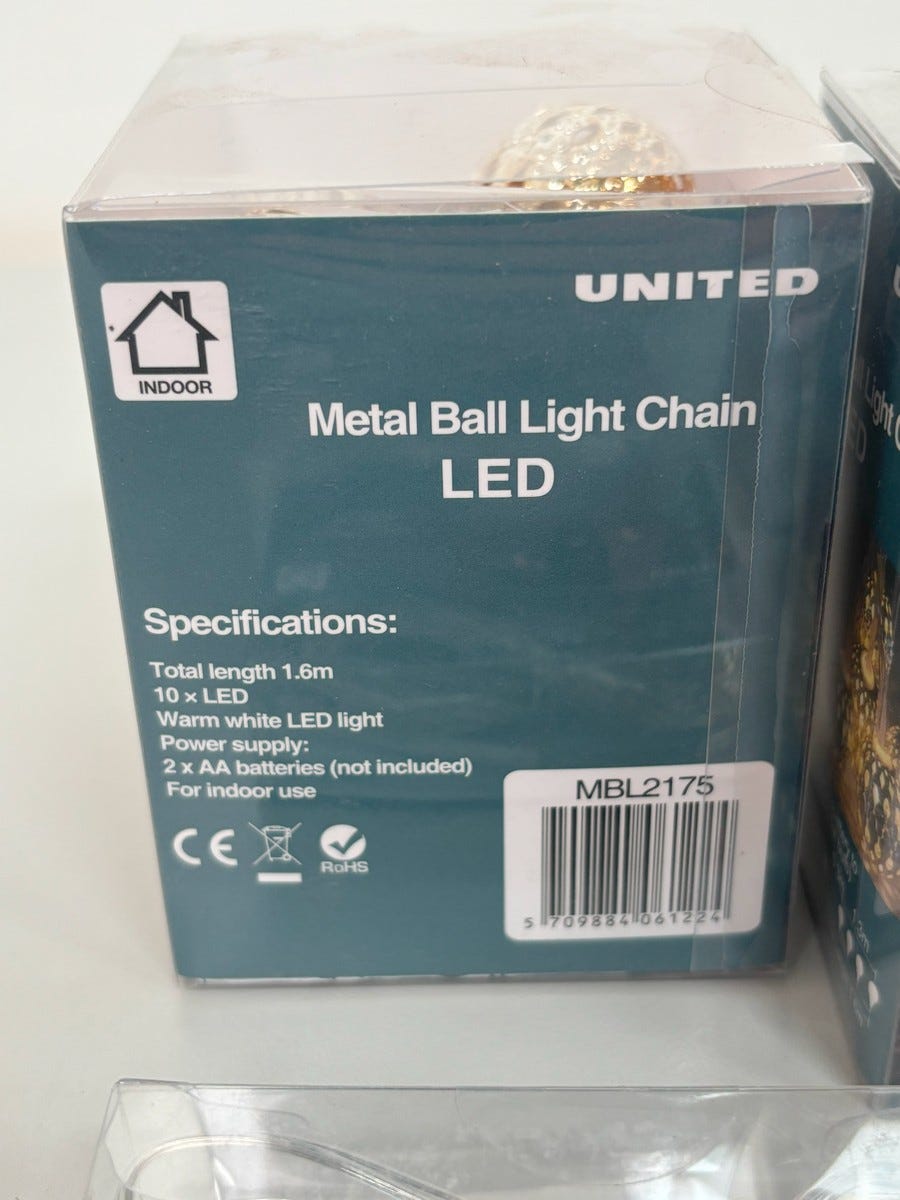 INDOOR
UNITED
Metal Ball Light Chain
LED
Specifications:
Total length 1.6m
10 x LED
Warm white LED light
Power supply:
2 x AA batteries (not included)
For indoor use
CE
RoHS
MBL2175
5 709884 061224
Light